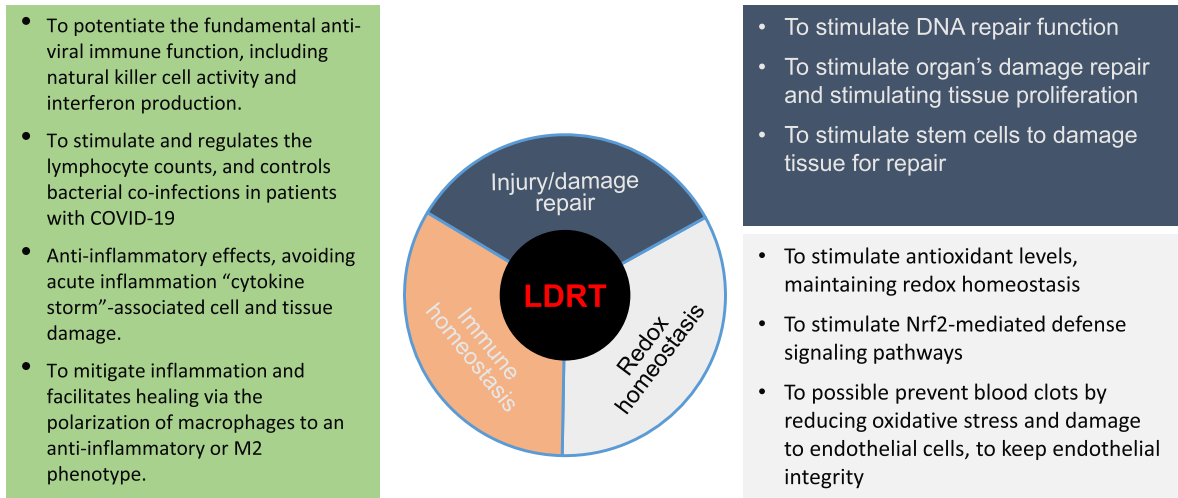 • To potentiate the fundamental anti-
viral immune function, including
natural killer cell activity and
interferon production.
• To stimulate and regulates the
lymphocyte counts, and controls
bacterial co-infections in patients
with COVID-19
• Anti-inflammatory effects, avoiding
acute inflammation “cytokine
storm”-associated cell and tissue
damage.
• To mitigate inflammation and
facilitates healing via the
polarization of macrophages to an
anti-inflammatory or M2
phenotype.
Injury/damage
repair
LDRT
Immune
homeostasis
Redox
homeostasis
• To stimulate DNA repair function
• To stimulate organ’s damage repair
and stimulating tissue proliferation
• To stimulate stem cells to damage
tissue for repair
• To stimulate antioxidant levels,
maintaining redox homeostasis
• To stimulate Nrf2-mediated defense
signaling pathways
• To possible prevent blood clots by
reducing oxidative stress and damage
to endothelial cells, to keep endothelial
integrity